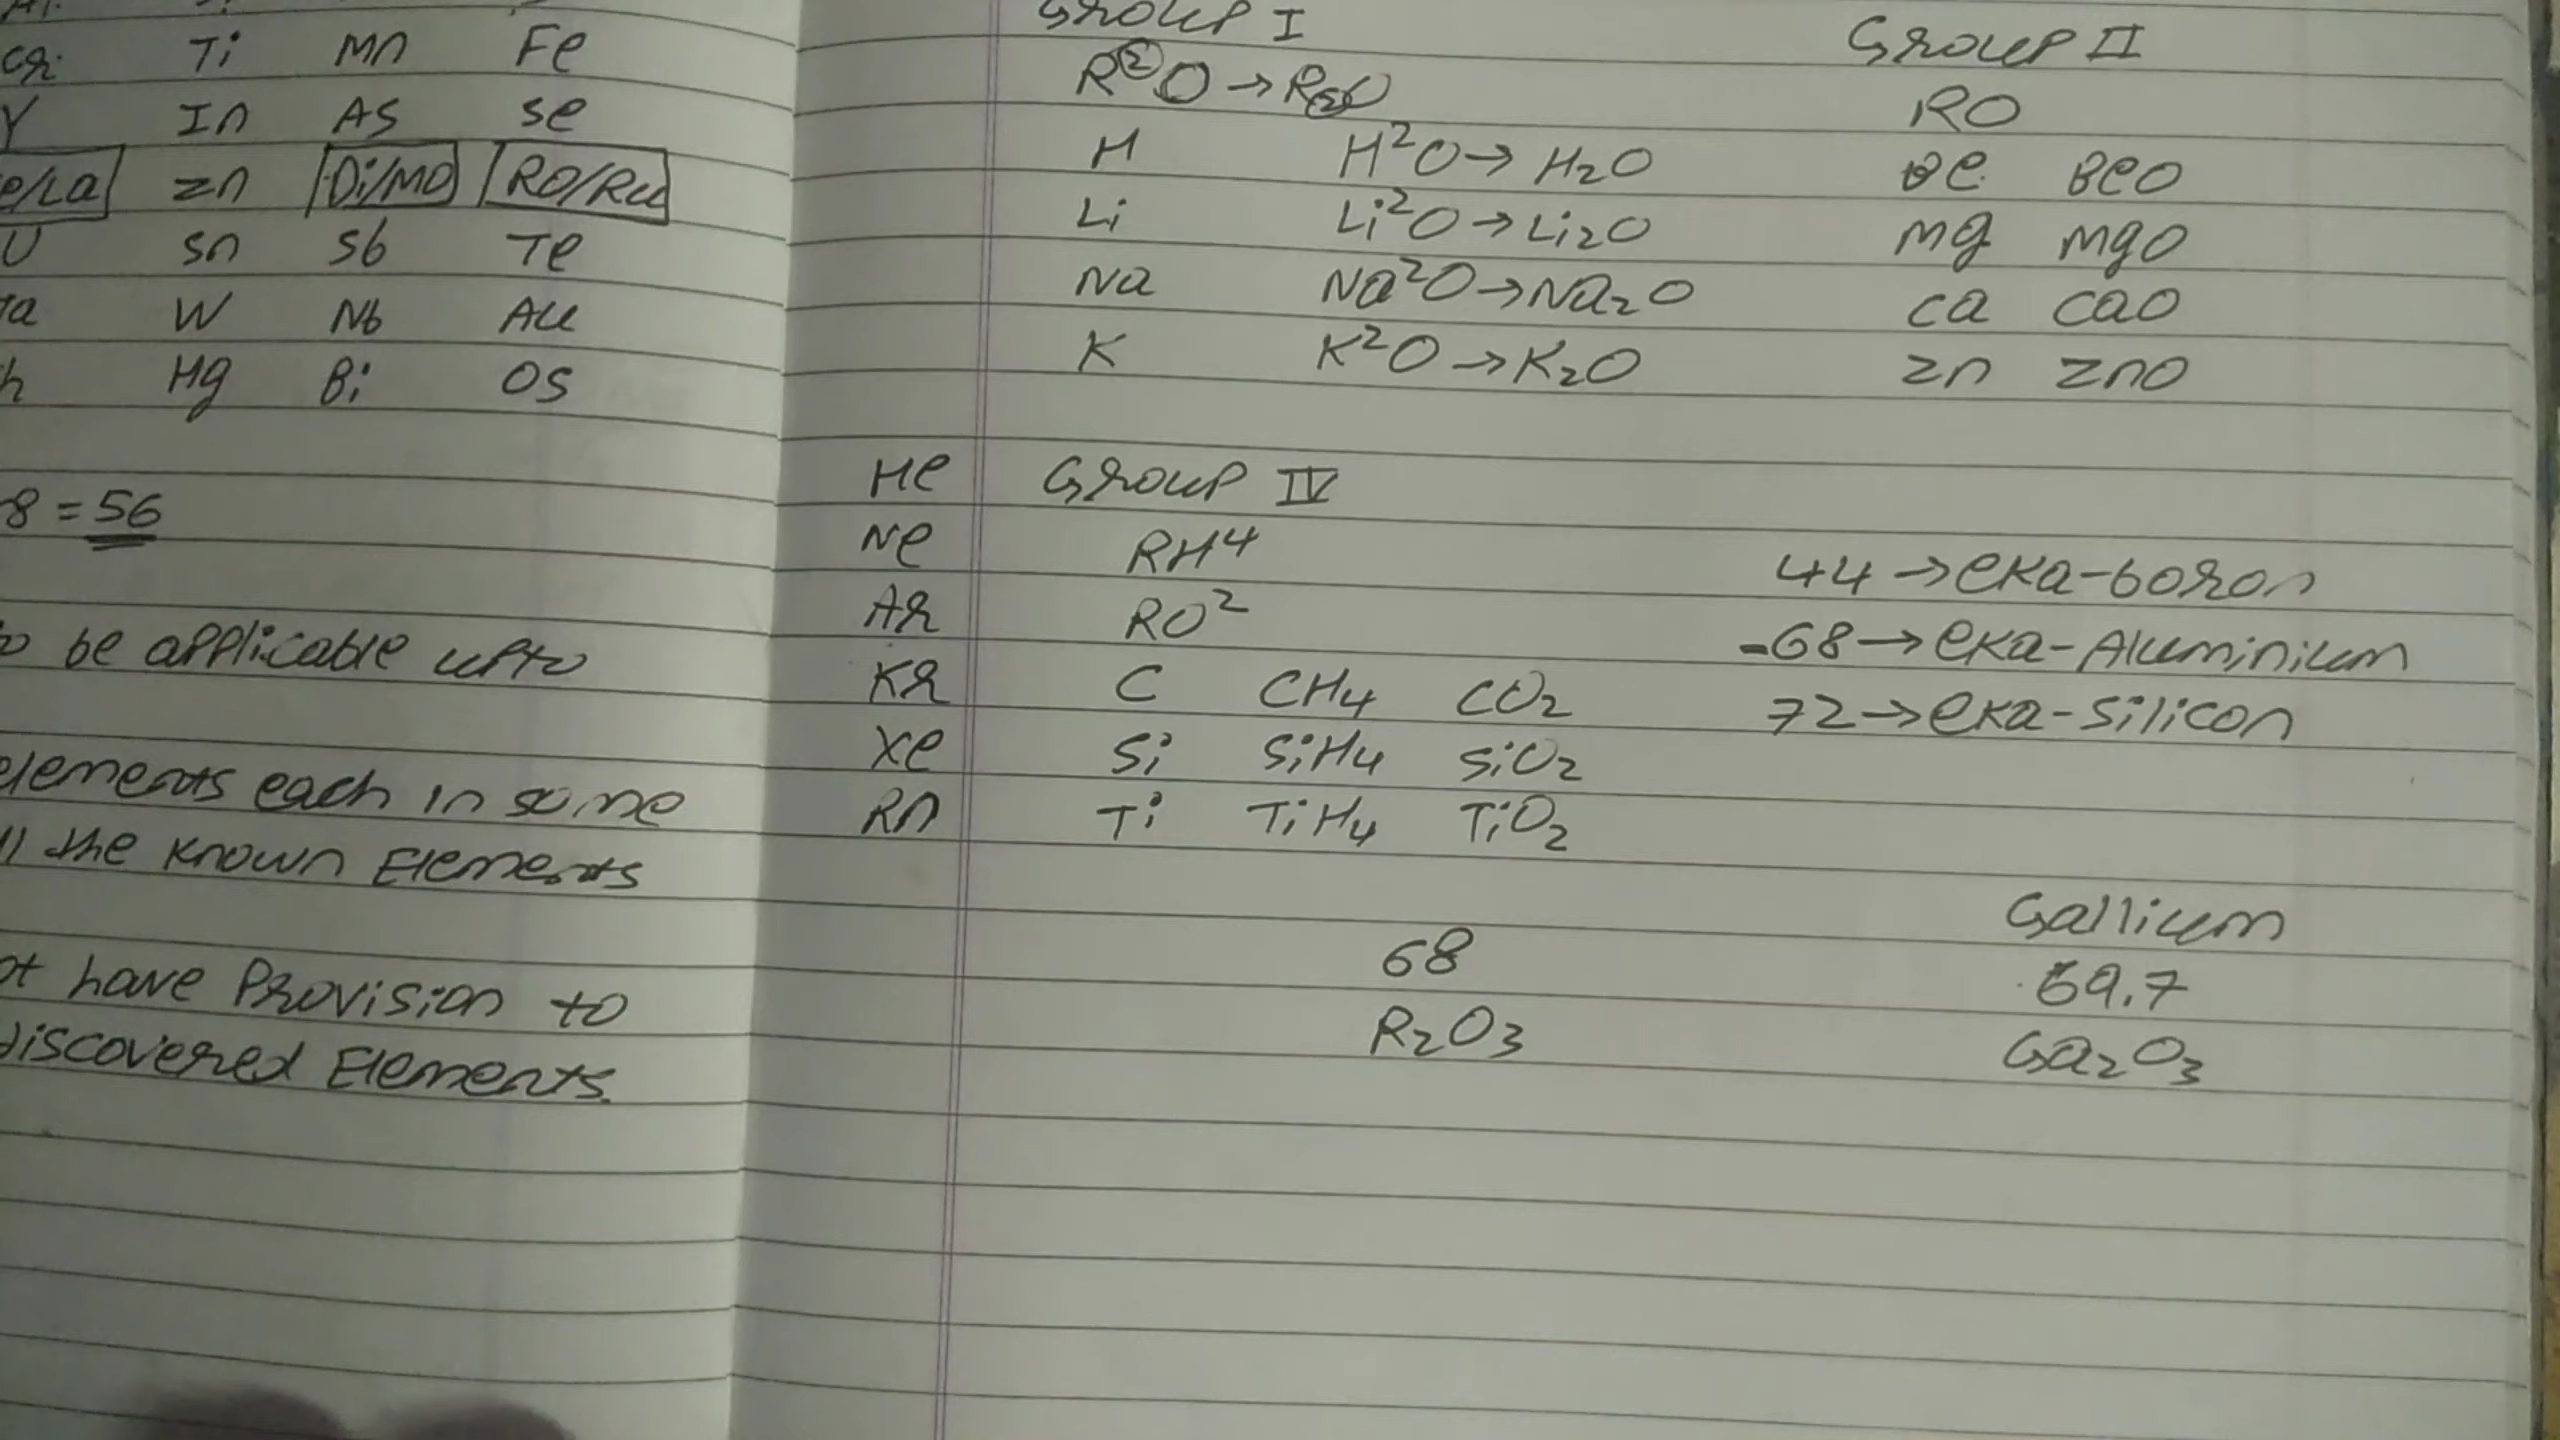 Ti Mn Fe
Y In As Se
/La Zn Di/Mo Ro/Ru
U Sn Sb Te
Ta W Nb Au
Hg Bi Os
8 = 56
be applicable upto
elements each in some
the known Elements
have Provision to
discovered Elements.
Group I
R②O → R₂O
H H²O → H₂O
Li Li²O → Li₂O
Na Na²O → Na₂O
K K²O → K₂O
Group II
RO
Be BeO
Mg MgO
Ca CaO
Zn ZnO
He
Ne
Ar
Kr
Xe
Rn
Group IV
RH⁴
RO²
C CH₄ CO₂
Si SiH₄ SiO₂
Ti TiH₄ TiO₂
44 → eka-boron
-68 → eka-Aluminium
72 → eka-silicon
68
R₂O₃
Gallium
69.7
Ga₂O₃